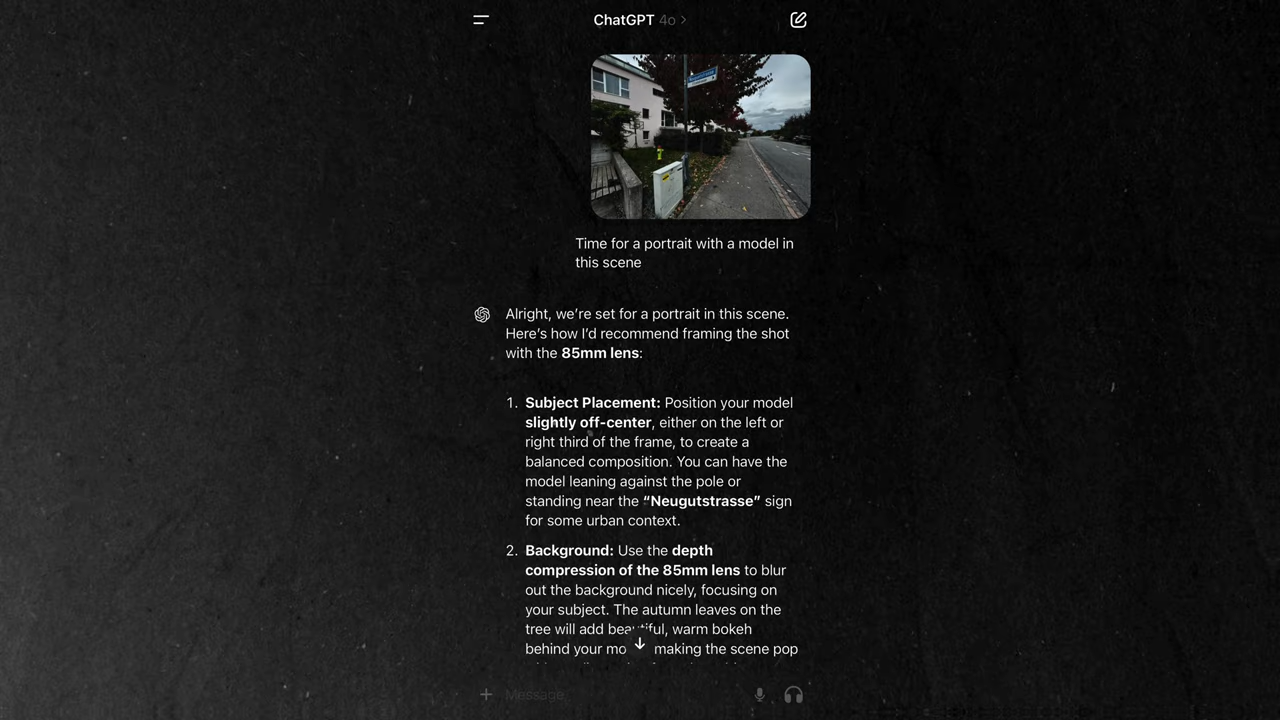 ChatGPT 4o >
Time for a portrait with a model in
this scene
Alright, we’re set for a portrait in this scene.
Here’s how I’d recommend framing the shot
with the 85mm lens:
1. Subject Placement: Position your model
slightly off-center, either on the left or
right third of the frame, to create a
balanced composition. You can have the
model leaning against the pole or
standing near the “Neugutstrasse” sign
for some urban context.
2. Background: Use the depth
compression of the 85mm lens to blur
out the background nicely, focusing on
your subject. The autumn leaves on the
tree will add beautiful, warm bokeh
behind your mo making the scene pop
Message